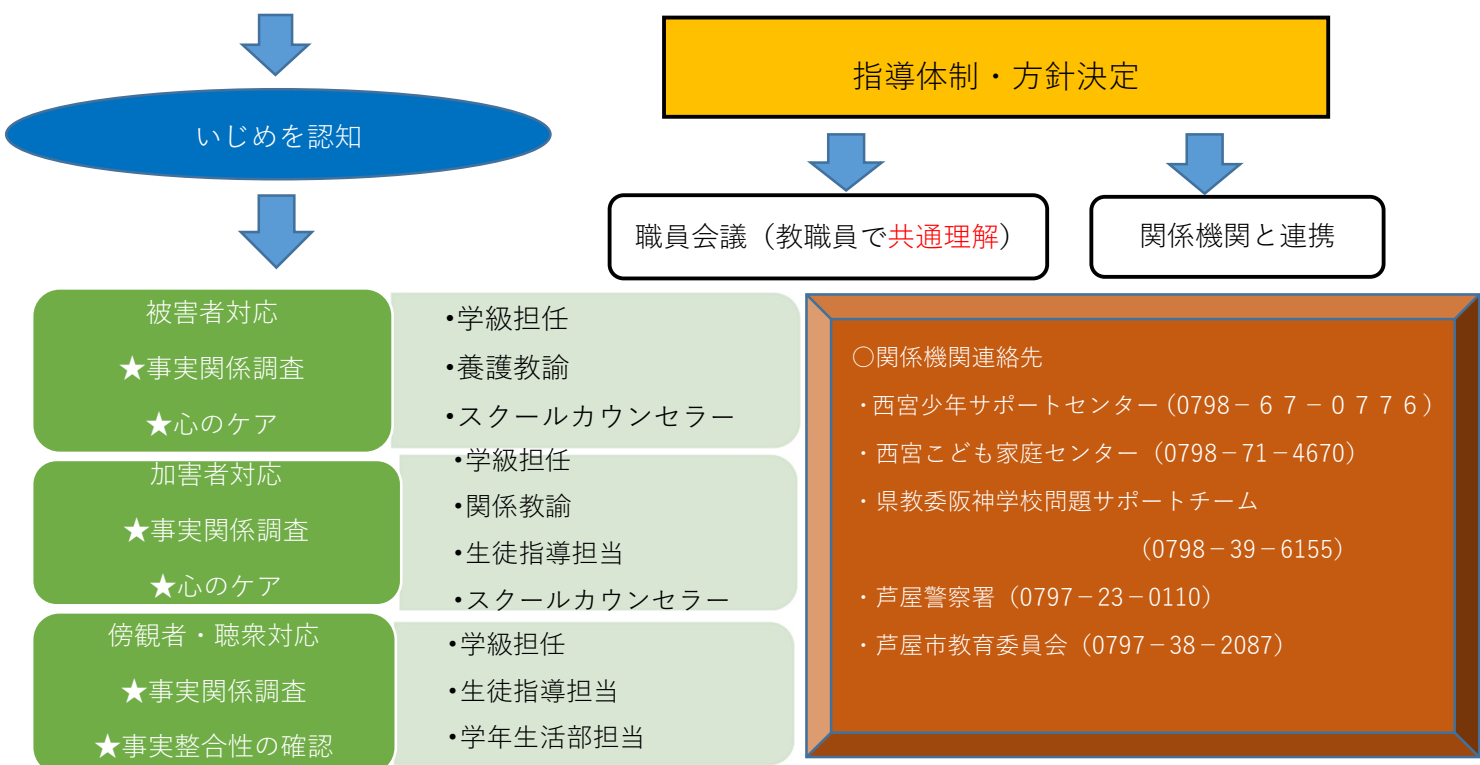 いじめを認知
指導体制・方針決定
職員会議（教職員で共通理解）
関係機関と連携
被害者対応
★事実関係調査
★心のケア
•学級担任
•養護教諭
•スクールカウンセラー
加害者対応
★事実関係調査
★心のケア
•学級担任
•関係教諭
•生徒指導担当
•スクールカウンセラー
傍観者・聴衆対応
★事実関係調査
★事実整合性の確認
•学級担任
•生徒指導担当
•学年生活部担当
○関係機関連絡先
・西宮少年サポートセンター（0798－６７－０７７６）
・西宮こども家庭センター（0798－71－4670）
・県教委阪神学校問題サポートチーム
（0798－39－6155）
・芦屋警察署（0797－23－0110）
・芦屋市教育委員会（0797－38－2087）